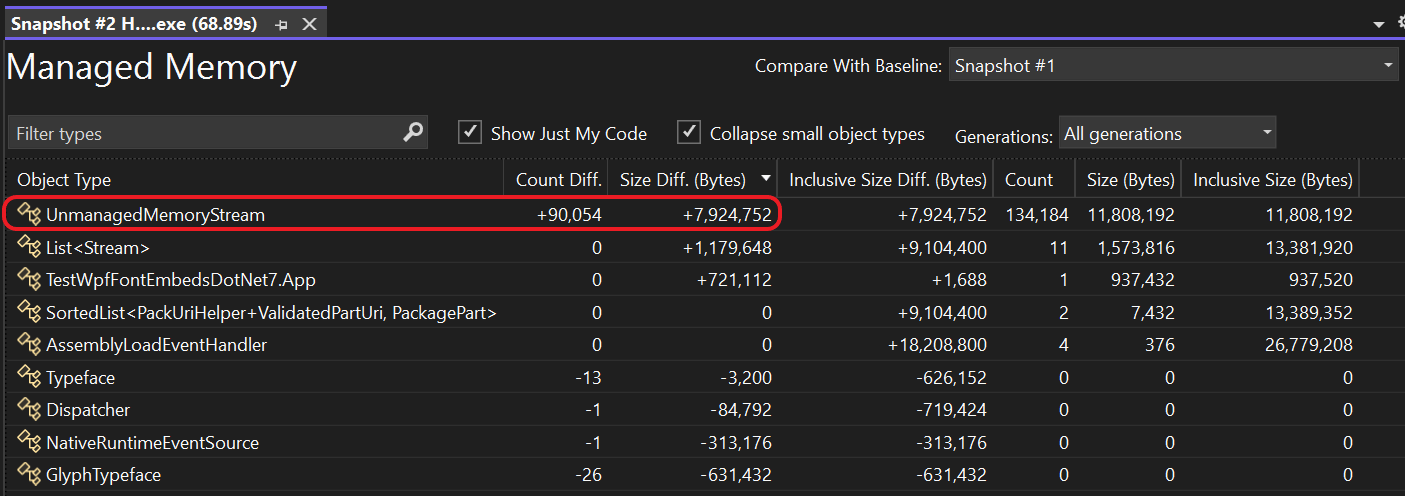 Snapshot #2 H....exe (68.89s)
Managed Memory Compare With Baseline: Snapshot #1
Filter types Show Just My Code Collapse small object types Generations: All generations
Object Type Count Diff. Size Diff. (Bytes) Inclusive Size Diff. (Bytes) Count Size (Bytes) Inclusive Size (Bytes)
UnmanagedMemoryStream +90,054 +7,924,752 +7,924,752 134,184 11,808,192 11,808,192
List<Stream> 0 +1,179,648 +9,104,400 11 1,573,816 13,381,920
TestWpfFontEmbedsDotNet7.App 0 +721,112 +1,688 1 937,432 937,520
SortedList<PackUriHelper+ValidatedPartUri, PackagePart> 0 0 +9,104,400 2 7,432 13,389,352
AssemblyLoadEventHandler 0 0 +18,208,800 4 376 26,779,208
Typeface -13 -3,200 -626,152 0 0 0
Dispatcher -1 -84,792 -719,424 0 0 0
NativeRuntimeEventSource -1 -313,176 -313,176 0 0 0
GlyphTypeface -26 -631,432 -631,432 0 0 0